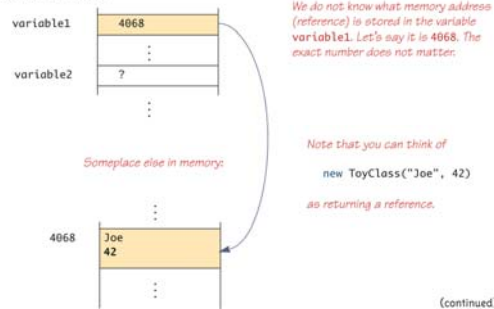 We do not know what memory address
(reference) is stored in the variable
variable1. Let's say it is 4068. The
exact number does not matter.
variable1 4068
variable2 ?
Note that you can think of
new ToyClass("Joe", 42)
as returning a reference.
Someplace else in memory:
4068 Joe
42
(continued)